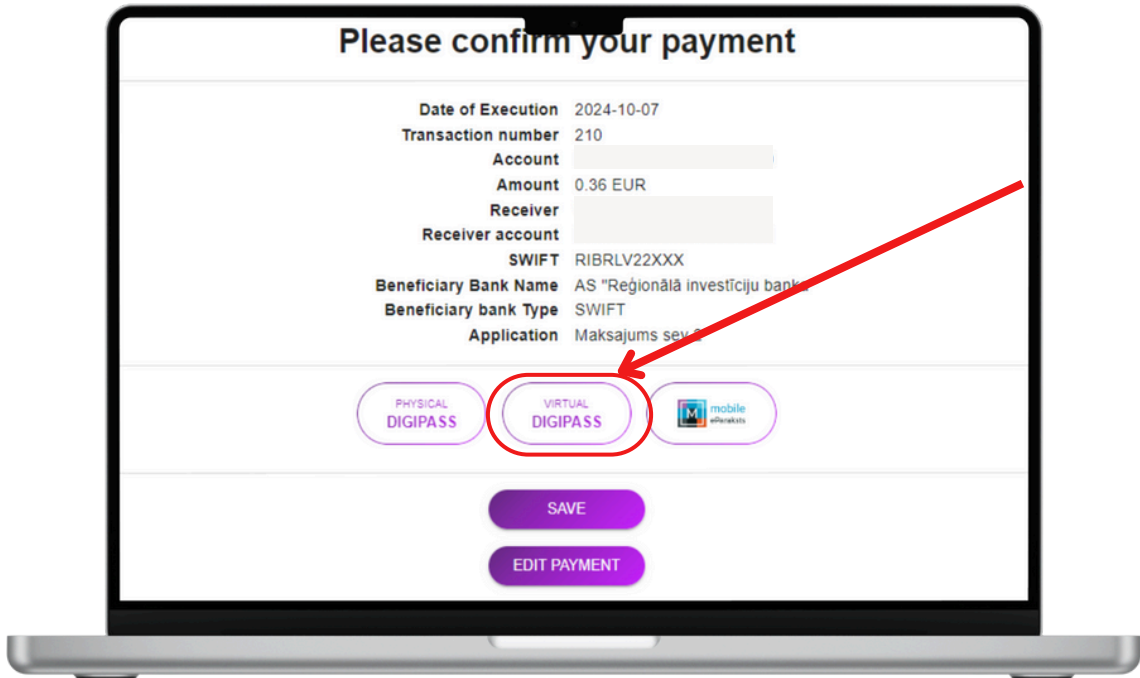 Please confirm your payment
Date of Execution 2024-10-07
Transaction number 210
Account
Amount 0.36 EUR
Receiver
Receiver account
SWIFT RIBRLV22XXX
Beneficiary Bank Name AS "Reģionālā investīciju banka"
Beneficiary bank Type SWIFT
Application Maksajums sev 2
PHYSICAL
DIGIPASS
VIRTUAL
DIGIPASS
M mobile
eParaksts
SAVE
EDIT PAYMENT